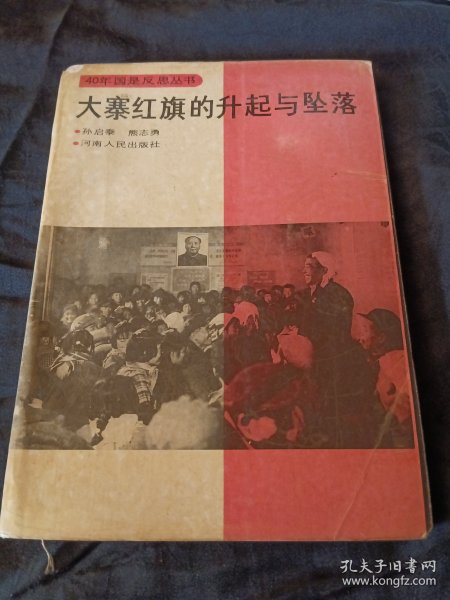 40年国是反思丛书
大寨红旗的升起与坠落
●孙启泰 熊志勇
●河南人民出版社
孔夫子旧书网
www.kongfz.com